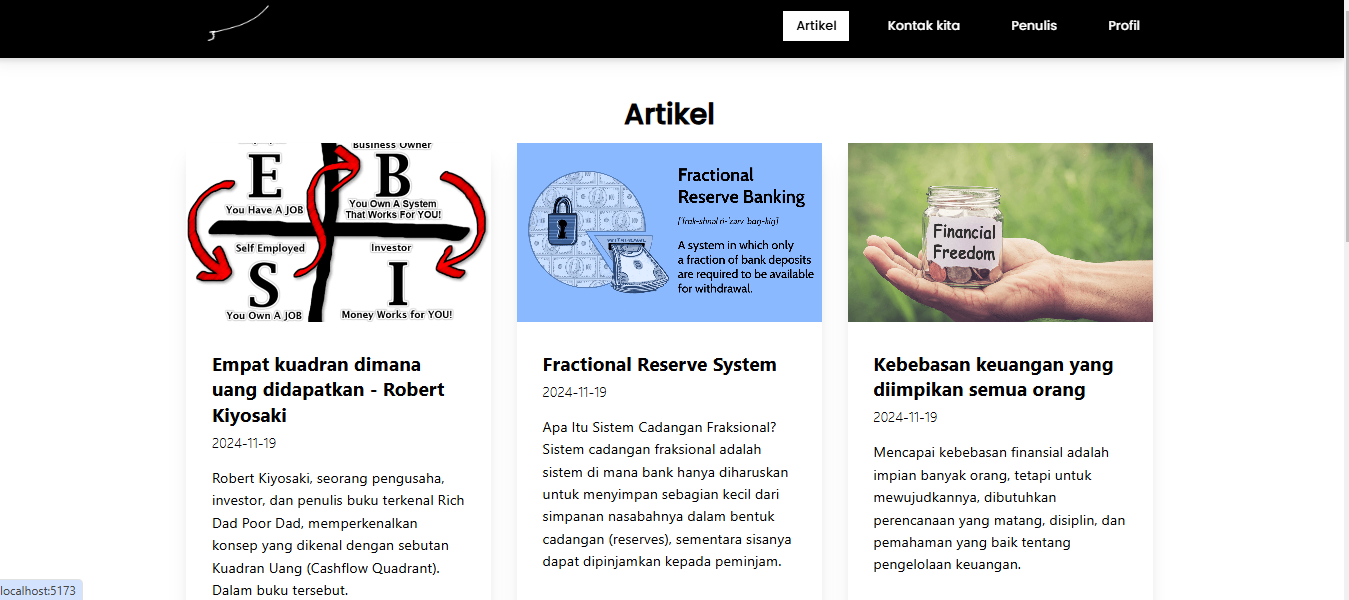 Artikel
Kontak kita
Penulis
Profil
Artikel
Business Owner
E
B
You Have A JOB
You Own A System
That Works For YOU!
Self Employed
Investor
S
I
You Own A JOB
Money Works for YOU!
Fractional
Reserve Banking
A system in which only
a fraction of bank deposits
are required to be available
for withdrawal.
WITHDRAWAL
Financial
Freedom
Empat kuadran dimana
uang didapatkan - Robert
Kiyosaki
2024-11-19
Robert Kiyosaki, seorang pengusaha,
investor, dan penulis buku terkenal Rich
Dad Poor Dad, memperkenalkan
konsep yang dikenal dengan sebutan
Kuadran Uang (Cashflow Quadrant).
Dalam buku tersebut.
Fractional Reserve System
2024-11-19
Apa Itu Sistem Cadangan Fraksional?
Sistem cadangan fraksional adalah
sistem di mana bank hanya diharuskan
untuk menyimpan sebagian kecil dari
simpanan nasabahnya dalam bentuk
cadangan (reserves), sementara sisanya
dapat dipinjamkan kepada peminjam.
Kebebasan keuangan yang
diimpikan semua orang
2024-11-19
Mencapai kebebasan finansial adalah
impian banyak orang, tetapi untuk
mewujudkannya, dibutuhkan
perencanaan yang matang, disiplin, dan
pemahaman yang baik tentang
pengelolaan keuangan.
localhost:5173